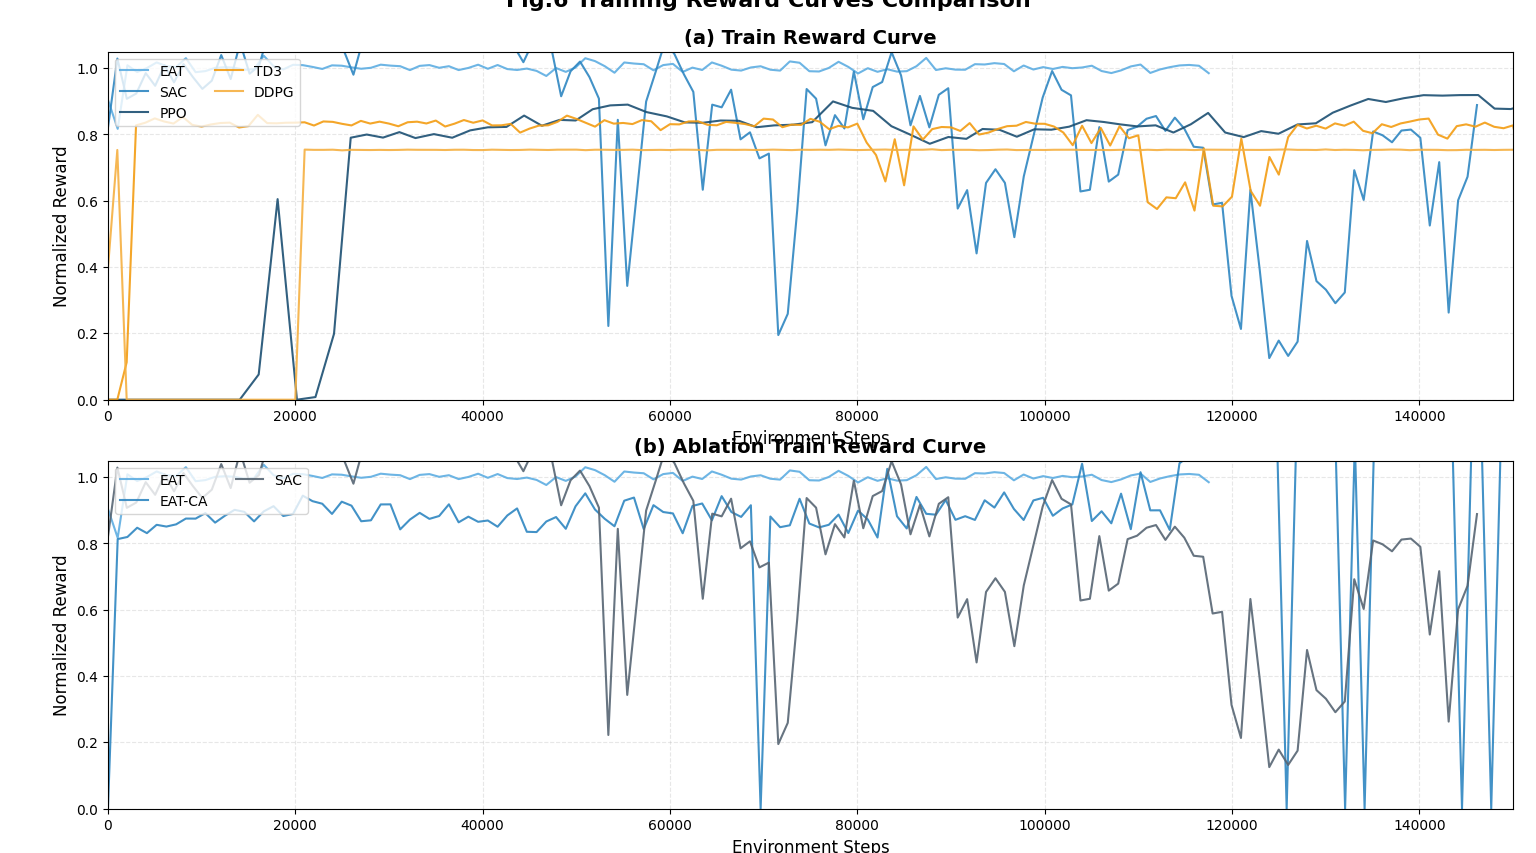 Fig.6 Training Reward Curves Comparison
(a) Train Reward Curve
Normalized Reward
1.0
0.8
0.6
0.4
0.2
0.0
EAT
SAC
PPO
TD3
DDPG
0 20000 40000 60000 80000 100000 120000 140000
Environment Steps
(b) Ablation Train Reward Curve
Normalized Reward
1.0
0.8
0.6
0.4
0.2
0.0
EAT
EAT-CA
SAC
0 20000 40000 60000 80000 100000 120000 140000
Environment Steps